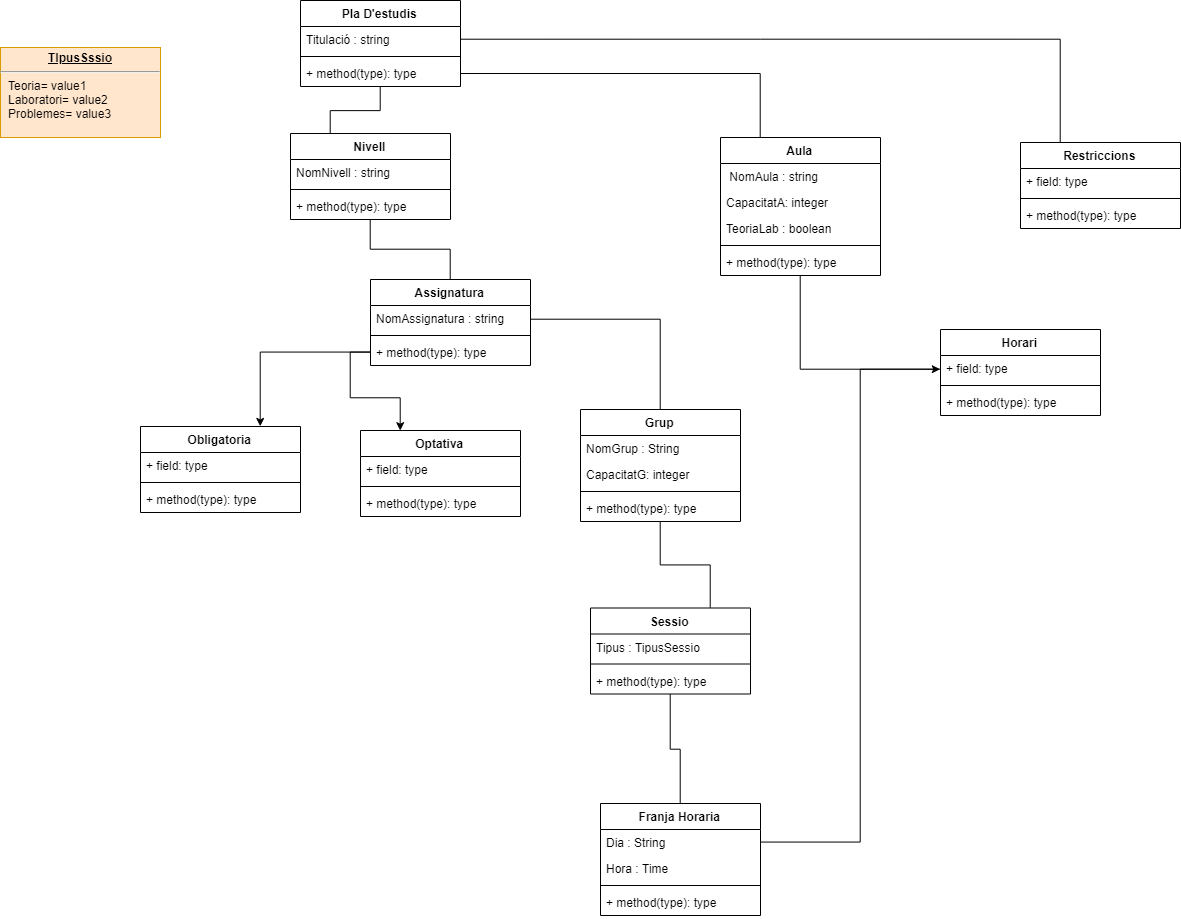 Pla D'estudis
Titulació : string
+ method(type): type
TIpusSssio
Teoria= value1
Laboratori= value2
Problemes= value3
Nivell
NomNivell : string
+ method(type): type
Aula
NomAula : string
CapacitatA: integer
TeoriaLab : boolean
+ method(type): type
Restriccions
+ field: type
+ method(type): type
Assignatura
NomAssignatura : string
+ method(type): type
Horari
+ field: type
+ method(type): type
Obligatoria
+ field: type
+ method(type): type
Optativa
+ field: type
+ method(type): type
Grup
NomGrup : String
CapacitatG: integer
+ method(type): type
Sessio
Tipus : TipusSessio
+ method(type): type
Franja Horaria
Dia : String
Hora : Time
+ method(type): type